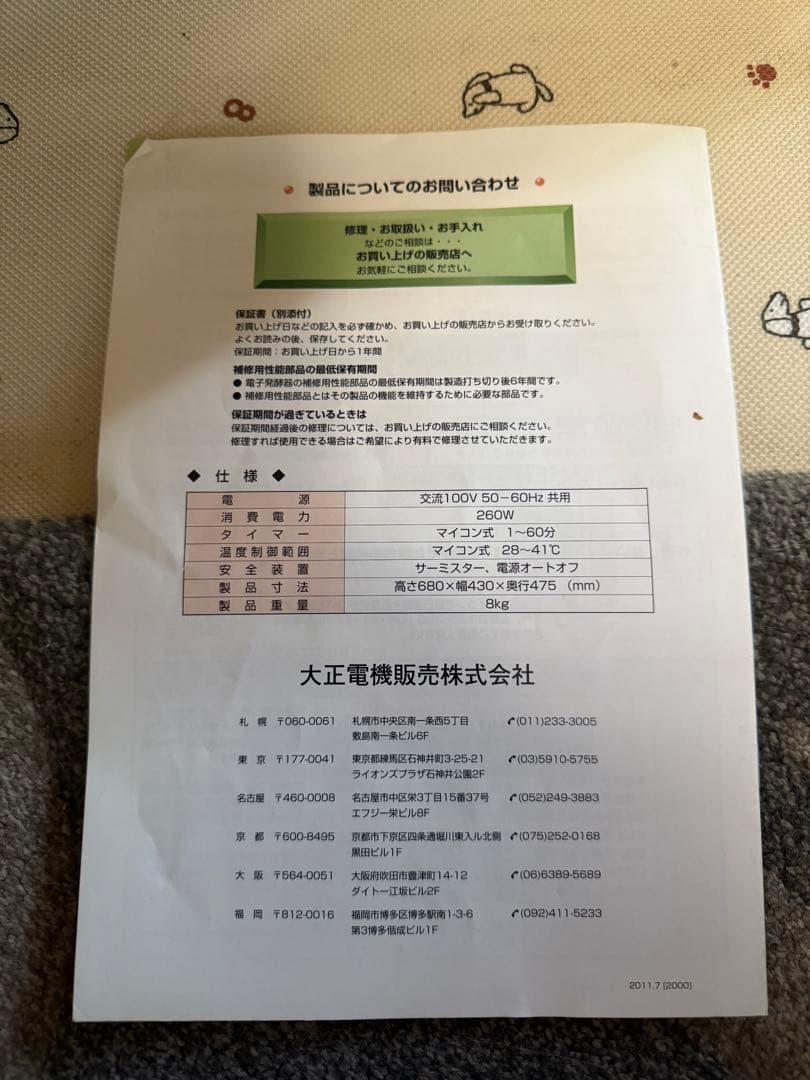 製品についてのお問い合わせ
修理・お取扱い・お手入れ
などのご相談は・・・
お買い上げの販売店へ
お気軽にご相談ください。
保証書（別添付）
お買い上げ日などの記入を必ず確かめ、お買い上げの販売店からお受け取りください。
よくお読みの後、保存してください。
保証期間：お買い上げ日から1年間
補修用性能部品の最低保有期間
● 電子発酵器の補修用性能部品の最低保有期間は製造打ち切り後6年間です。
● 補修用性能部品とはその製品の機能を維持するために必要な部品です。
保証期間が過ぎているときは
保証期間経過後の修理については、お買い上げの販売店にご相談ください。
修理すれば使用できる場合はご希望により有料で修理させていただきます。
◆ 仕様 ◆
電源 交流100V 50－60Hz 共用
消費電力 260W
タイマー マイコン式 1～60分
温度制御範囲 マイコン式 28～41℃
安全装置 サーミスター、電源オートオフ
製品寸法 高さ680×幅430×奥行475 （mm）
製品重量 8kg
大正電機販売株式会社
札幌 〒060-0061 札幌市中央区南一条西5丁目 (011)233-3005
敷島南一条ビル6F
東京 〒177-0041 東京都練馬区石神井町3-25-21 (03)5910-5755
ライオンズプラザ石神井公園2F
名古屋 〒460-0008 名古屋市中区栄3丁目15番37号 (052)249-3883
エフジー栄ビル8F
京都 〒600-8495 京都市下京区四条通堀川東入ル北側 (075)252-0168
黒田ビル1F
大阪 〒564-0051 大阪府吹田市豊津町14-12 (06)6389-5689
ダイトー江坂ビル2F
福岡 〒812-0016 福岡市博多区博多駅南1-3-6 (092)411-5233
第3博多偕成ビル1F
2011.7 [2000]